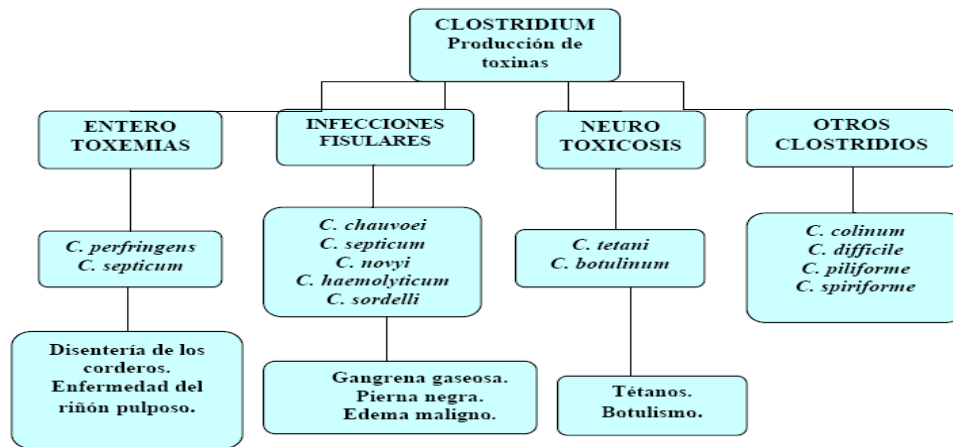 CLOSTRIDIUM
Producción de
toxinas
ENTERO
TOXEMIAS
INFECCIONES
FISULARES
NEURO
TOXICOSIS
OTROS
CLOSTRIDIOS
C. perfringens
C. septicum
C. chauvoei
C. septicum
C. novyi
C. haemolyticum
C. sordelli
C. tetani
C. botulinum
C. colinum
C. difficile
C. piliforme
C. spiriforme
Disentería de los
corderos.
Enfermedad del
riñón pulposo.
Gangrena gaseosa.
Pierna negra.
Edema maligno.
Tétanos.
Botulismo.